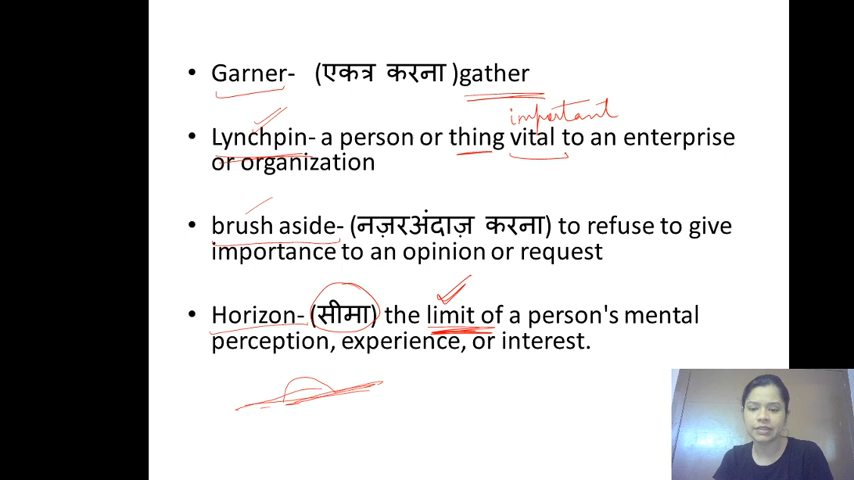 • Garner- (एकत्र करना )gather
important
• Lynchpin- a person or thing vital to an enterprise
or organization
• brush aside- (नज़रअंदाज़ करना) to refuse to give
importance to an opinion or request
• Horizon- (सीमा) the limit of a person's mental
perception, experience, or interest.